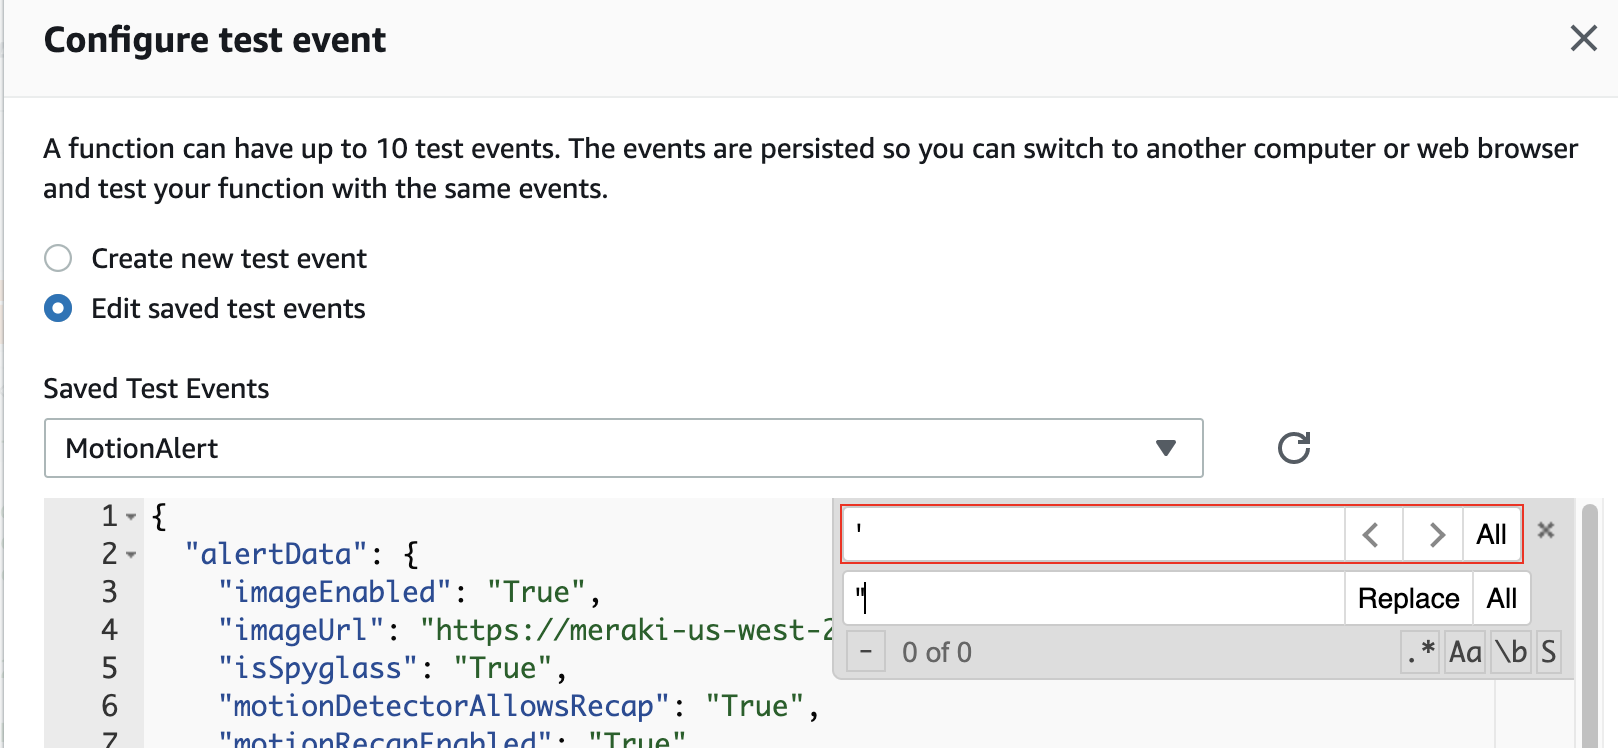 Configure test event
A function can have up to 10 test events. The events are persisted so you can switch to another computer or web browser
and test your function with the same events.
Create new test event
Edit saved test events
Saved Test Events
MotionAlert
1 {
2 "alertData": {
3 "imageEnabled": "True",
4 "imageUrl": "https://meraki-us-west-2
5 "isSpyglass": "True",
6 "motionDetectorAllowsRecap": "True",
7 "motionRecapEnabled": "True"
' All
" Replace All
- 0 of 0 .* Aa \b S